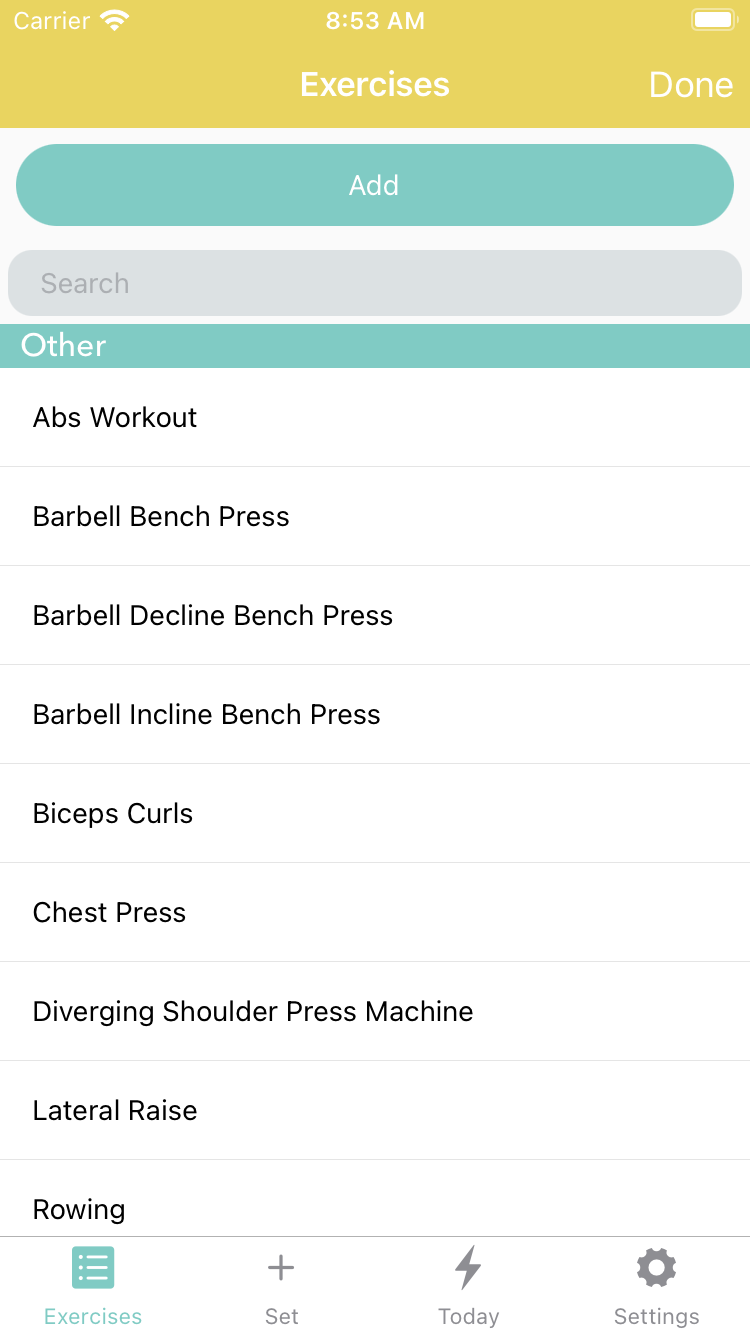 Carrier 8:53 AM
Exercises Done
Add
Search
Other
Abs Workout
Barbell Bench Press
Barbell Decline Bench Press
Barbell Incline Bench Press
Biceps Curls
Chest Press
Diverging Shoulder Press Machine
Lateral Raise
Rowing
Exercises Set Today Settings